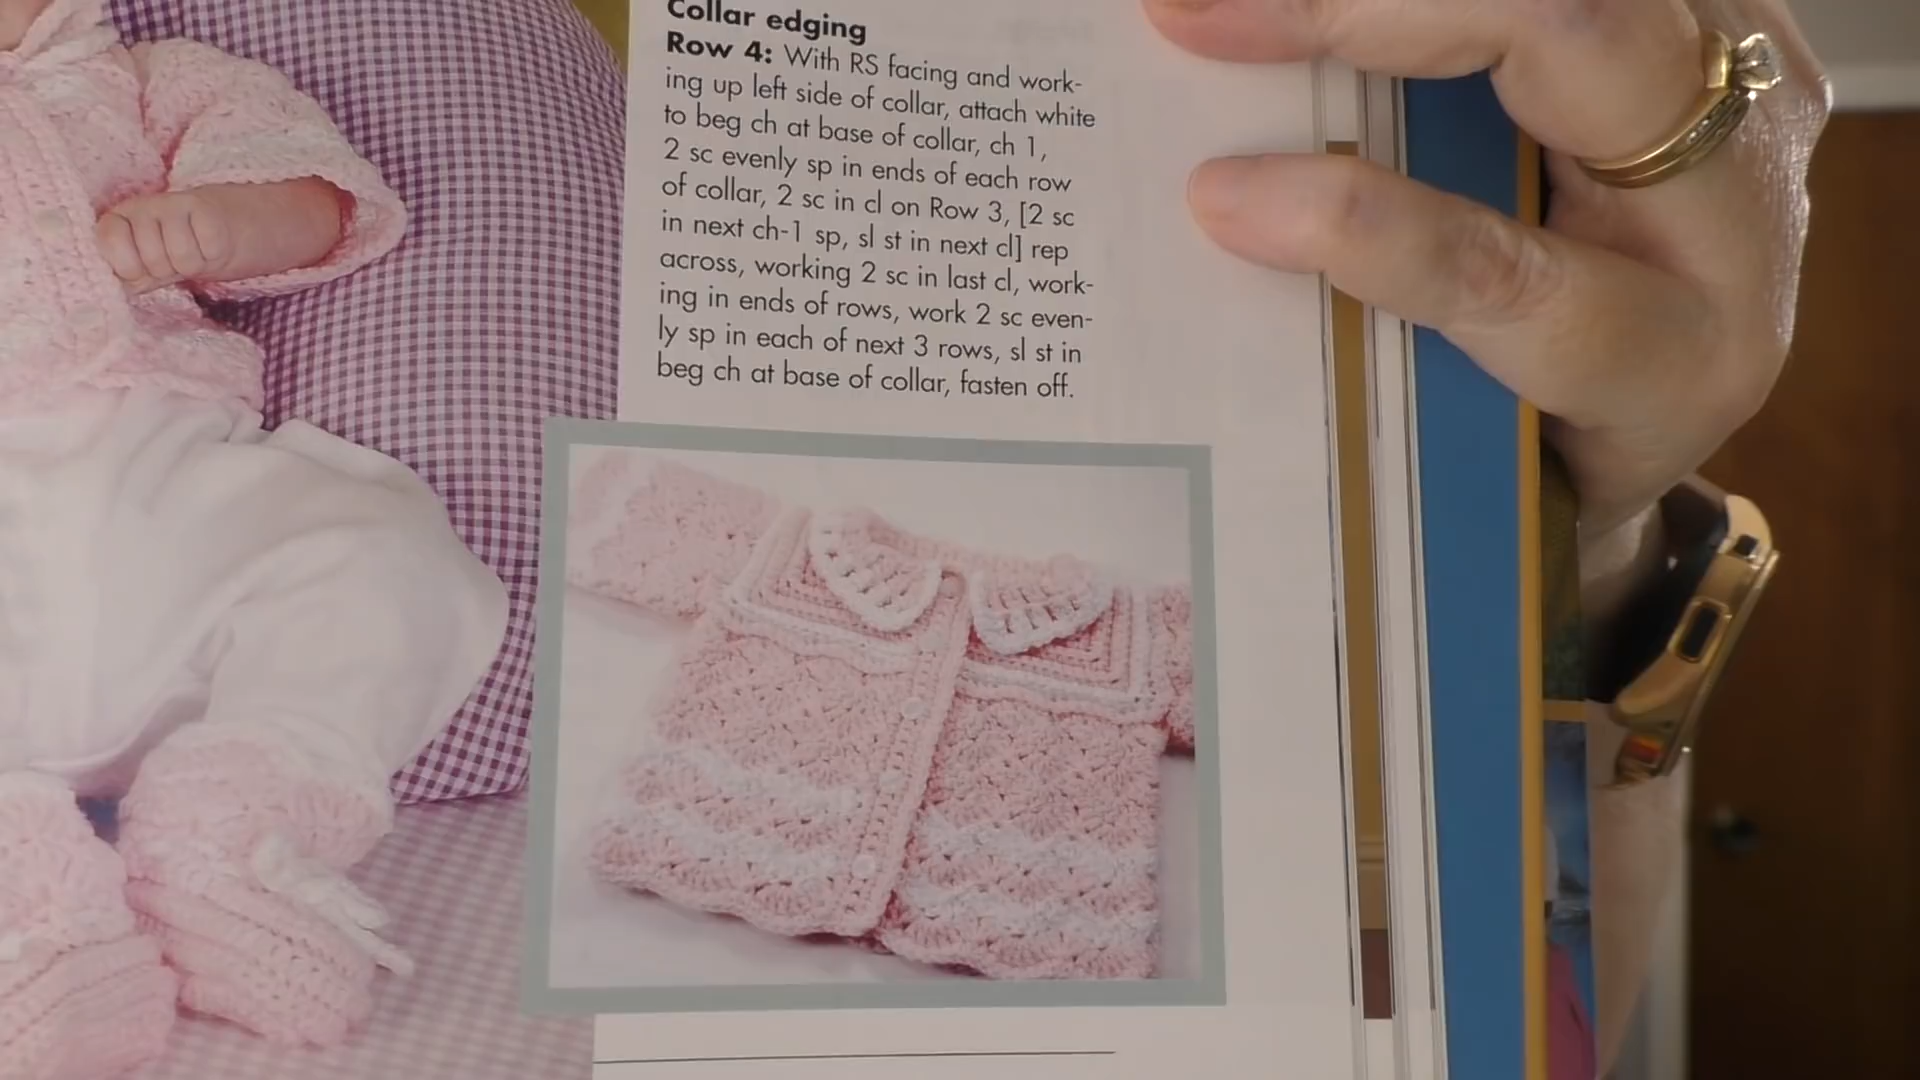 Collar edging
Row 4: With RS facing and work-
ing up left side of collar, attach white
to beg ch at base of collar, ch 1,
2 sc evenly sp in ends of each row
of collar, 2 sc in cl on Row 3, [2 sc
in next ch-1 sp, sl st in next cl] rep
across, working 2 sc in last cl, work-
ing in ends of rows, work 2 sc even-
ly sp in each of next 3 rows, sl st in
beg ch at base of collar, fasten off.